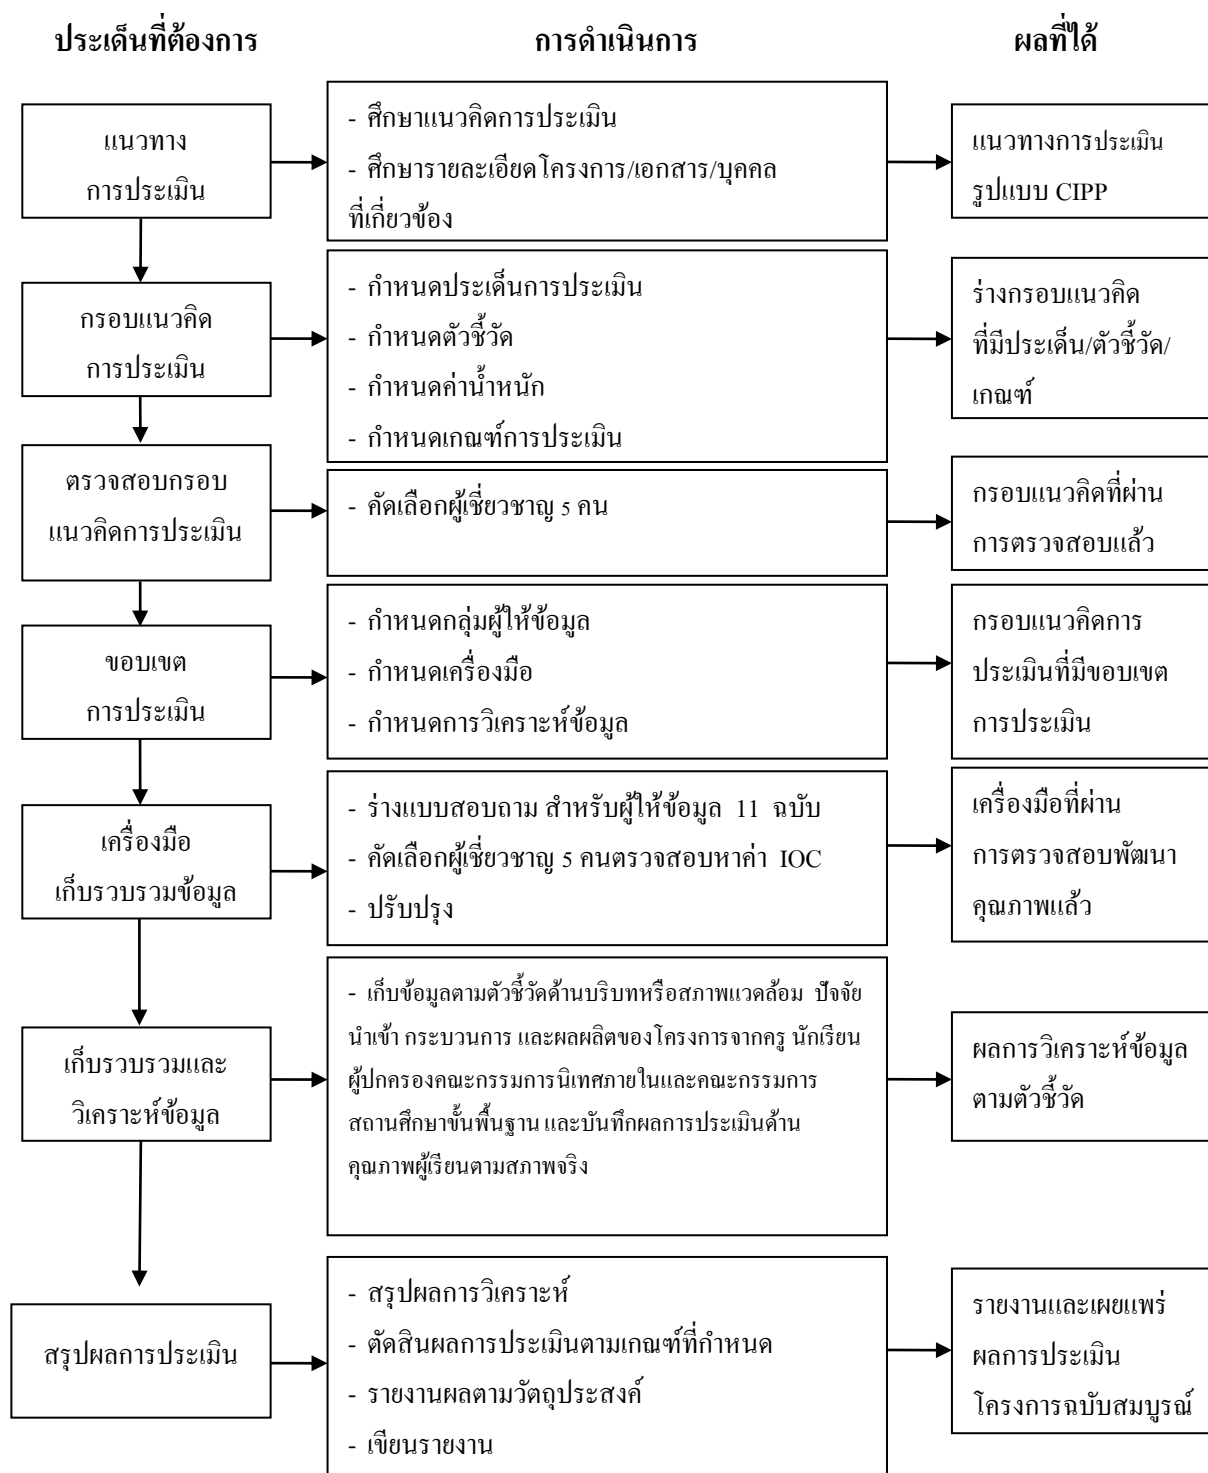 ประเด็นที่ต้องการ
การดำเนินการ
ผลที่ได้
แนวทาง
การประเมิน
- ศึกษาแนวคิดการประเมิน
- ศึกษารายละเอียดโครงการ/เอกสาร/บุคคล
ที่เกี่ยวข้อง
แนวทางการประเมิน
รูปแบบ CIPP
กรอบแนวคิด
การประเมิน
- กำหนดประเด็นการประเมิน
- กำหนดตัวชี้วัด
- กำหนดค่าน้ำหนัก
- กำหนดเกณฑ์การประเมิน
ร่างกรอบแนวคิด
ที่มีประเด็น/ตัวชี้วัด/
เกณฑ์
ตรวจสอบกรอบ
แนวคิดการประเมิน
- คัดเลือกผู้เชี่ยวชาญ 5 คน
กรอบแนวคิดที่ผ่าน
การตรวจสอบแล้ว
ขอบเขต
การประเมิน
- กำหนดกลุ่มผู้ให้ข้อมูล
- กำหนดเครื่องมือ
- กำหนดการวิเคราะห์ข้อมูล
กรอบแนวคิดการ
ประเมินที่มีขอบเขต
การประเมิน
เครื่องมือ
เก็บรวบรวมข้อมูล
- ร่างแบบสอบถาม สำหรับผู้ให้ข้อมูล 11 ฉบับ
- คัดเลือกผู้เชี่ยวชาญ 5 คนตรวจสอบหาค่า IOC
- ปรับปรุง
เครื่องมือที่ผ่าน
การตรวจสอบพัฒนา
คุณภาพแล้ว
เก็บรวบรวมและ
วิเคราะห์ข้อมูล
- เก็บข้อมูลตามตัวชี้วัดด้านบริบทหรือสภาพแวดล้อม ปัจจัย
นำเข้า กระบวนการ และผลผลิตของโครงการจากครู นักเรียน
ผู้ปกครองคณะกรรมการนิเทศภายในและคณะกรรมการ
สถานศึกษาขั้นพื้นฐาน และบันทึกผลการประเมินด้าน
คุณภาพผู้เรียนตามสภาพจริง
ผลการวิเคราะห์ข้อมูล
ตามตัวชี้วัด
สรุปผลการประเมิน
- สรุปผลการวิเคราะห์
- ตัดสินผลการประเมินตามเกณฑ์ที่กำหนด
- รายงานผลตามวัตถุประสงค์
- เขียนรายงาน
รายงานและเผยแพร่
ผลการประเมิน
โครงการฉบับสมบูรณ์